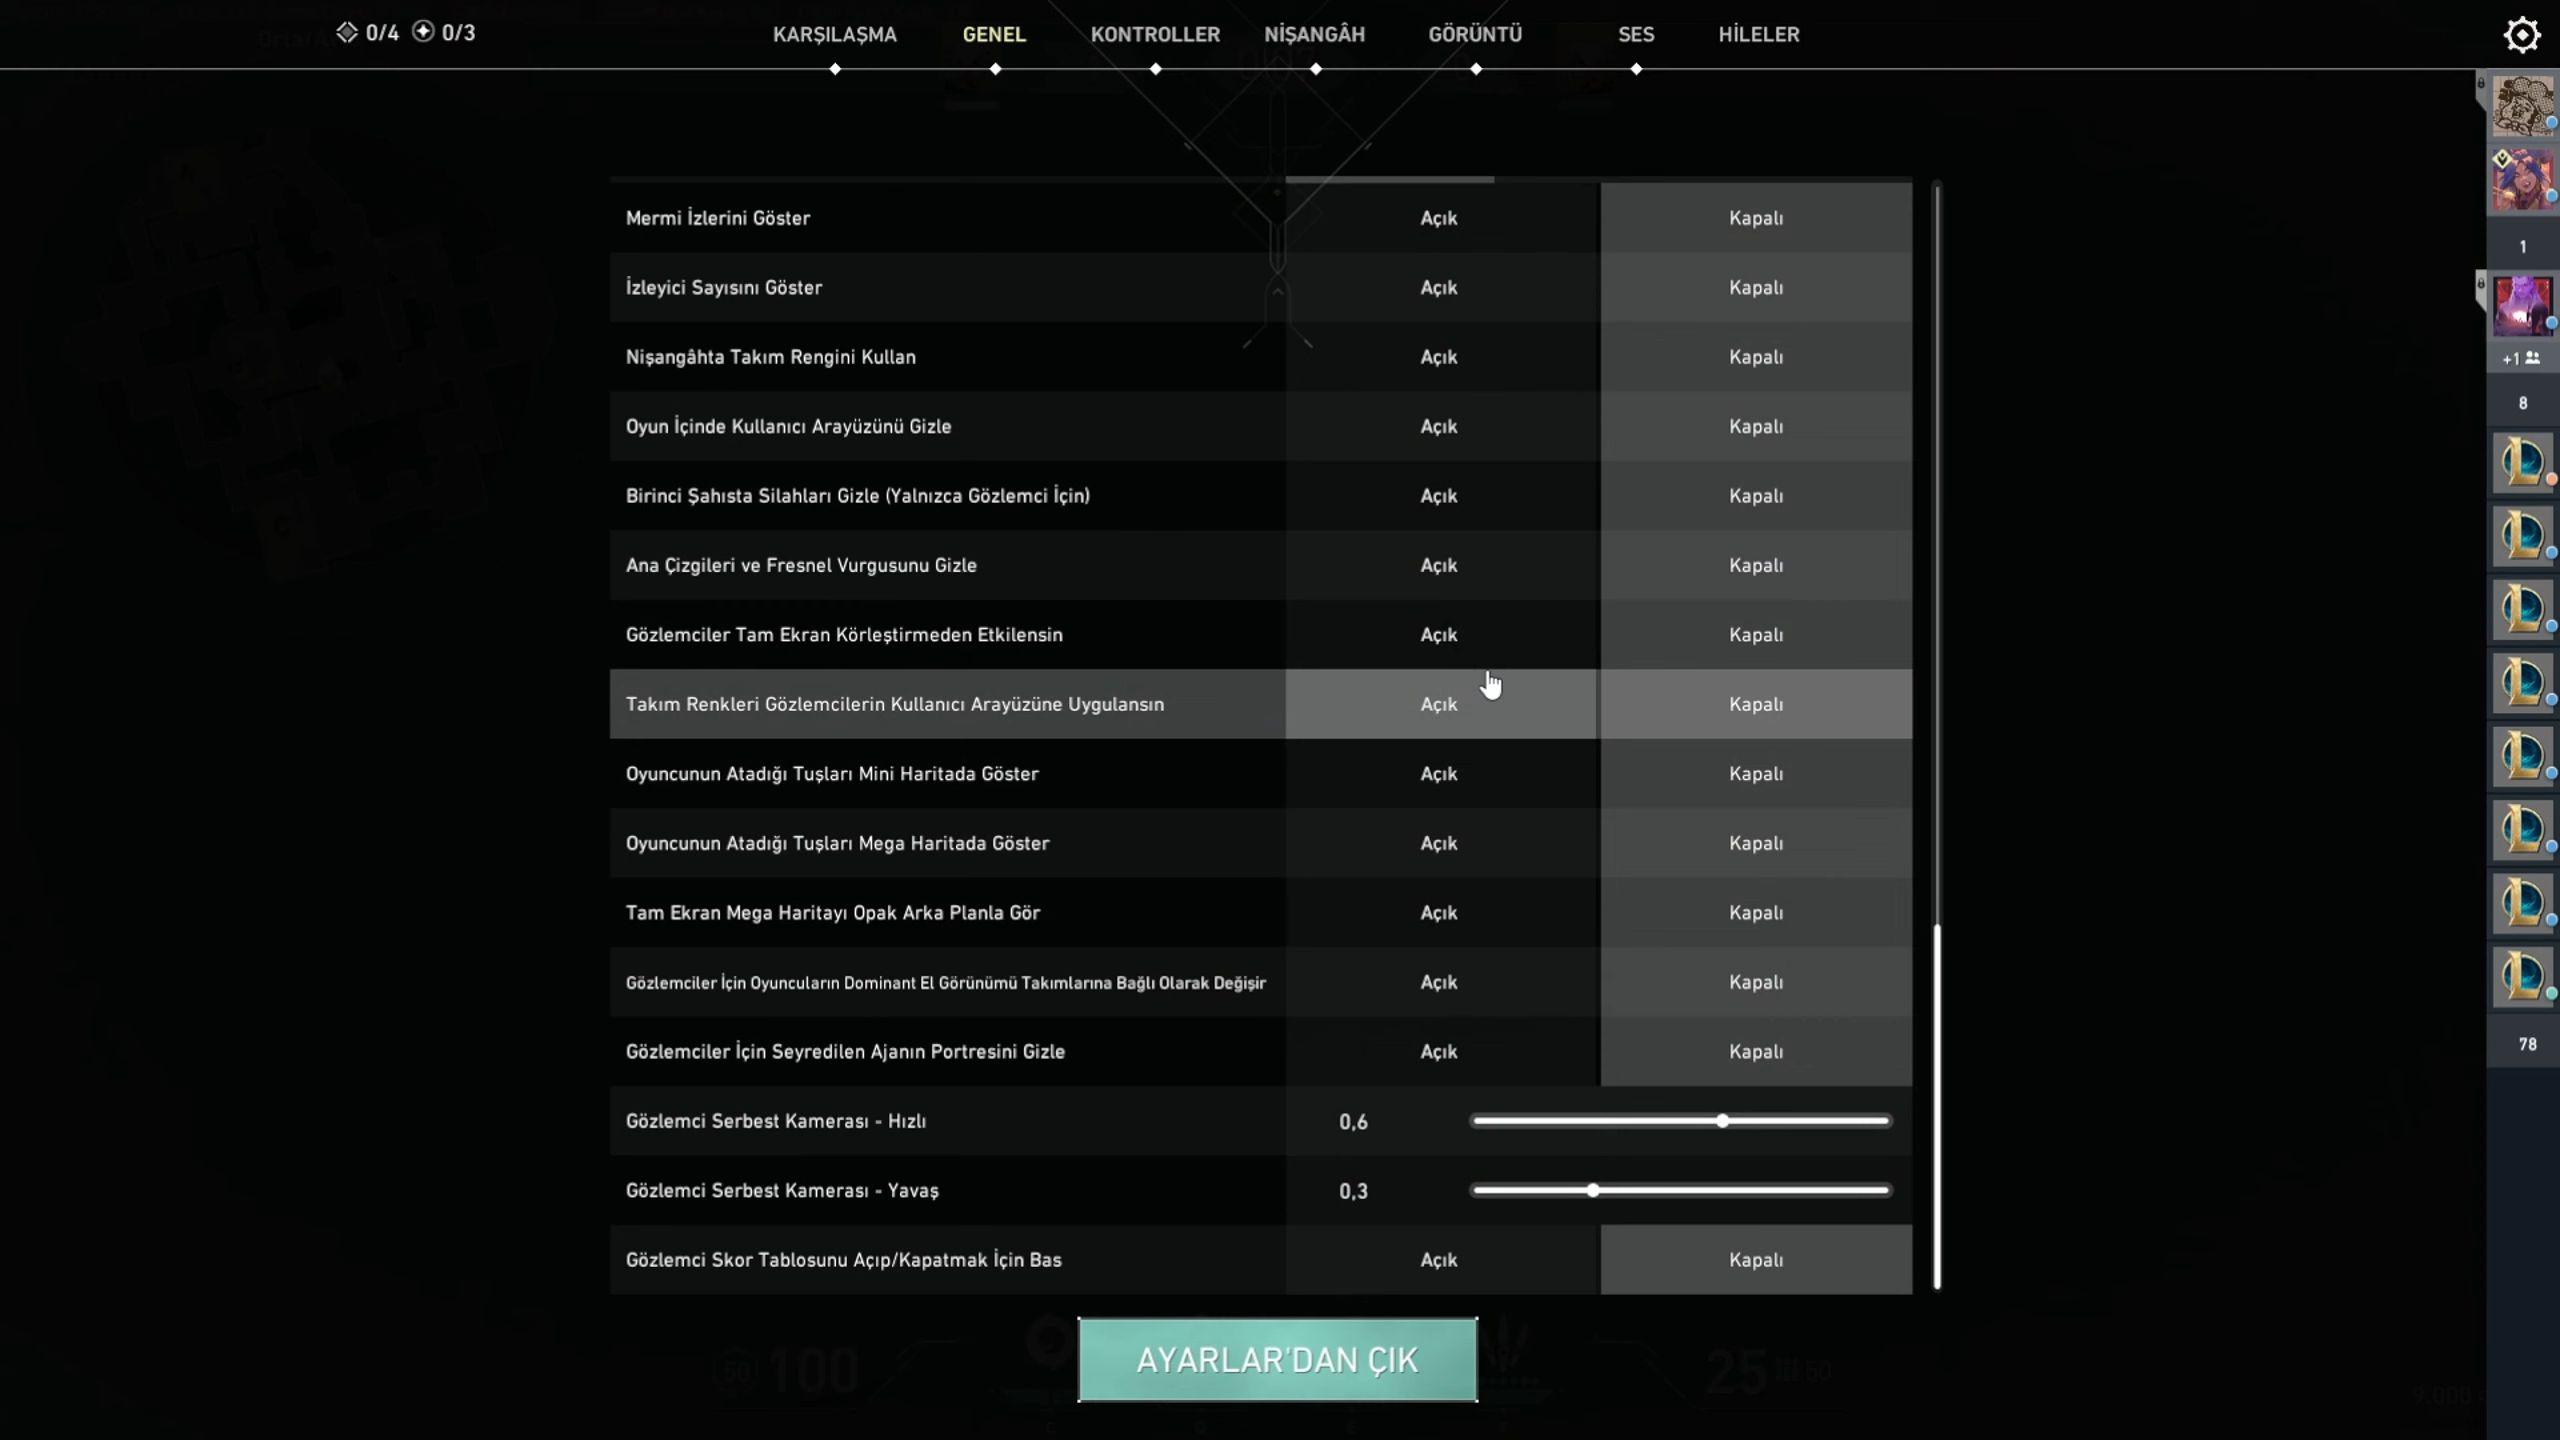 0/4 0/3
KARŞILAŞMA GENEL KONTROLLER NİŞANGÂH GÖRÜNTÜ SES HİLELER
Mermi İzlerini Göster Açık Kapalı
İzleyici Sayısını Göster Açık Kapalı
Nişangâhta Takım Rengini Kullan Açık Kapalı
Oyun İçinde Kullanıcı Arayüzünü Gizle Açık Kapalı
Birinci Şahısta Silahları Gizle (Yalnızca Gözlemci İçin) Açık Kapalı
Ana Çizgileri ve Fresnel Vurgusunu Gizle Açık Kapalı
Gözlemciler Tam Ekran Körleştirmeden Etkilensin Açık Kapalı
Takım Renkleri Gözlemcilerin Kullanıcı Arayüzüne Uygulansın Açık Kapalı
Oyuncunun Atadığı Tuşları Mini Haritada Göster Açık Kapalı
Oyuncunun Atadığı Tuşları Mega Haritada Göster Açık Kapalı
Tam Ekran Mega Haritayı Opak Arka Planla Gör Açık Kapalı
Gözlemciler İçin Oyuncuların Dominant El Görünümü Takımlarına Bağlı Olarak Değişir Açık Kapalı
Gözlemciler İçin Seyredilen Ajanın Portresini Gizle Açık Kapalı
Gözlemci Serbest Kamerası - Hızlı 0,6
Gözlemci Serbest Kamerası - Yavaş 0,3
Gözlemci Skor Tablosunu Açıp/Kapatmak İçin Bas Açık Kapalı
AYARLAR'DAN ÇIK
50 100
25 50
9.000
1
+1
8
78